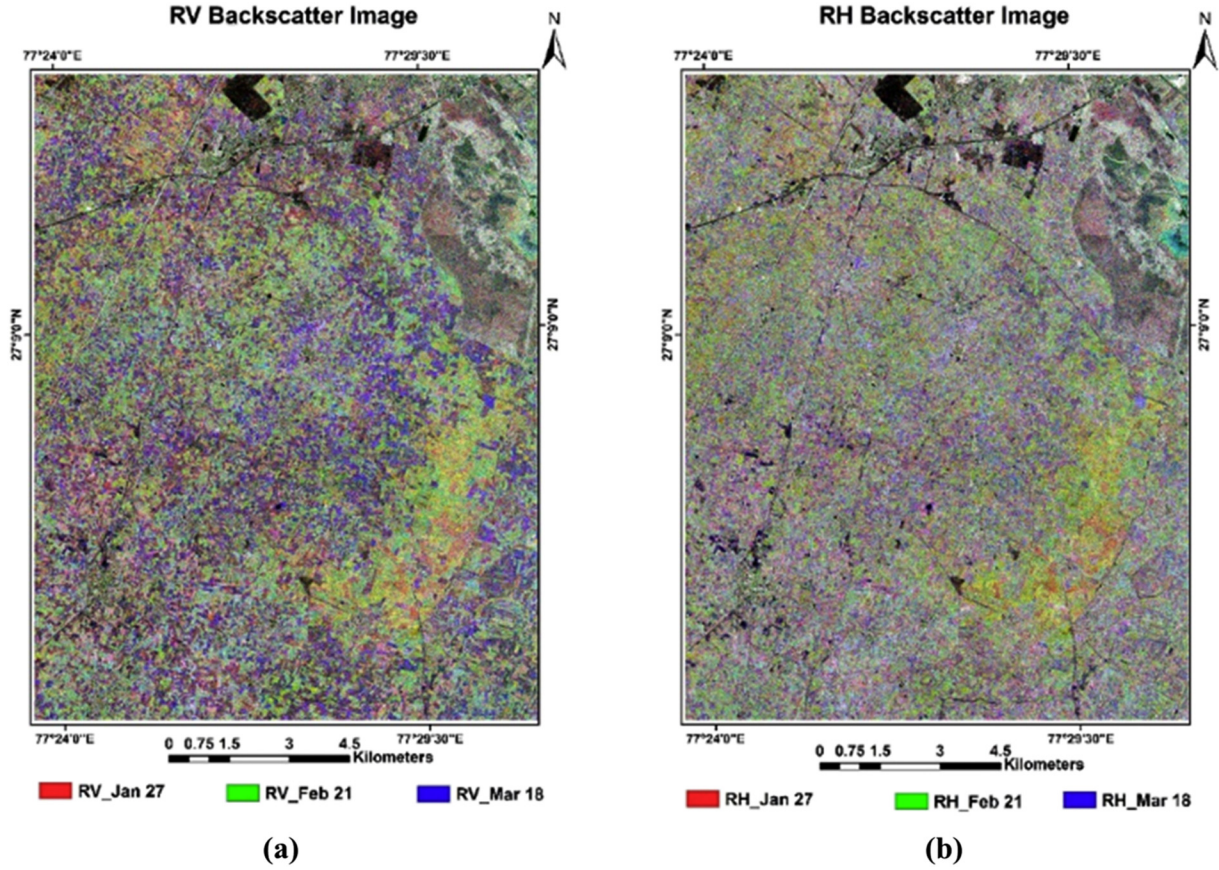 RV Backscatter Image
N
77°24'0"E
77°29'30"E
27°9'0"N
27°9'0"N
77°24'0"E
77°29'30"E
0 0.75 1.5 3 4.5
Kilometers
RV_Jan 27
RV_Feb 21
RV_Mar 18
(a)
RH Backscatter Image
N
77°24'0"E
77°29'30"E
27°9'0"N
27°9'0"N
77°24'0"E
77°29'30"E
0 0.75 1.5 3 4.5
Kilometers
RH_Jan 27
RH_Feb 21
RH_Mar 18
(b)